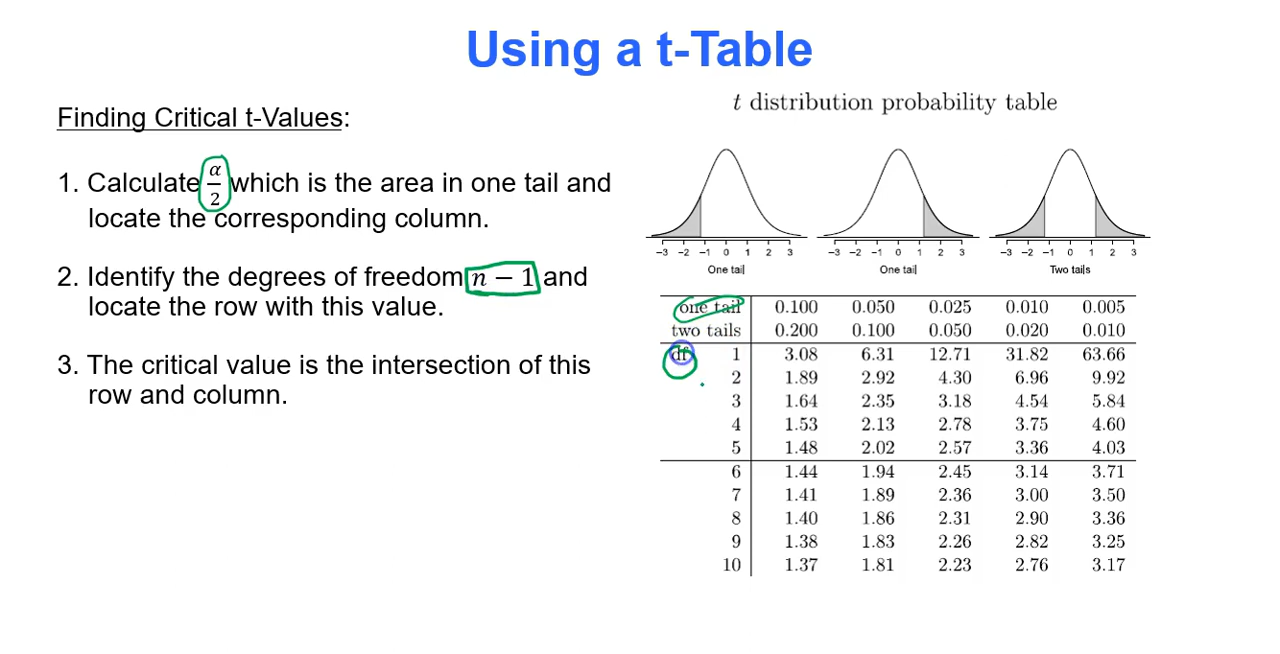 Using a t-Table
Finding Critical t-Values:
1. Calculate α/2 which is the area in one tail and
locate the corresponding column.
2. Identify the degrees of freedom n − 1 and
locate the row with this value.
3. The critical value is the intersection of this
row and column.
t distribution probability table
−3 −2 −1 0 1 2 3
One tail
−3 −2 −1 0 1 2 3
One tail
−3 −2 −1 0 1 2 3
Two tails
one tail 0.100 0.050 0.025 0.010 0.005
two tails 0.200 0.100 0.050 0.020 0.010
df 1 3.08 6.31 12.71 31.82 63.66
2 1.89 2.92 4.30 6.96 9.92
3 1.64 2.35 3.18 4.54 5.84
4 1.53 2.13 2.78 3.75 4.60
5 1.48 2.02 2.57 3.36 4.03
6 1.44 1.94 2.45 3.14 3.71
7 1.41 1.89 2.36 3.00 3.50
8 1.40 1.86 2.31 2.90 3.36
9 1.38 1.83 2.26 2.82 3.25
10 1.37 1.81 2.23 2.76 3.17